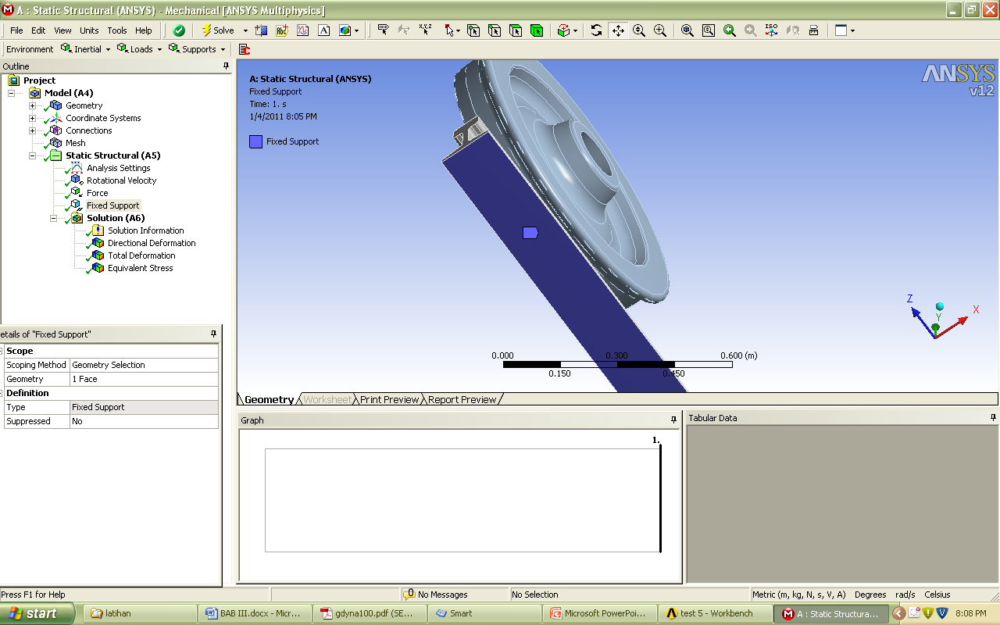 A : Static Structural (ANSYS) - Mechanical [ANSYS Multiphysics]
File Edit View Units Tools Help Solve
Environment Inertial Loads Supports
Outline
Project
Model (A4)
Geometry
Coordinate Systems
Connections
Mesh
Static Structural (A5)
Analysis Settings
Rotational Velocity
Force
Fixed Support
Solution (A6)
Solution Information
Directional Deformation
Total Deformation
Equivalent Stress
A: Static Structural (ANSYS)
Fixed Support
Time: 1. s
1/4/2011 8:05 PM
Fixed Support
ANSYS
v12
Z
Y
X
0.000 0.300 0.600 (m)
0.150 0.450
etails of "Fixed Support"
Scope
Scoping Method Geometry Selection
Geometry 1 Face
Definition
Type Fixed Support
Suppressed No
Geometry Worksheet Print Preview Report Preview
Graph
1.
Tabular Data
Press F1 for Help No Messages No Selection Metric (m, kg, N, s, V, A) Degrees rad/s Celsius
start latihan BAB III.docx - Micr... gdyna100.pdf (SE... Smart Microsoft PowerPoi... test 5 - Workbench A : Static Structura... 8:08 PM